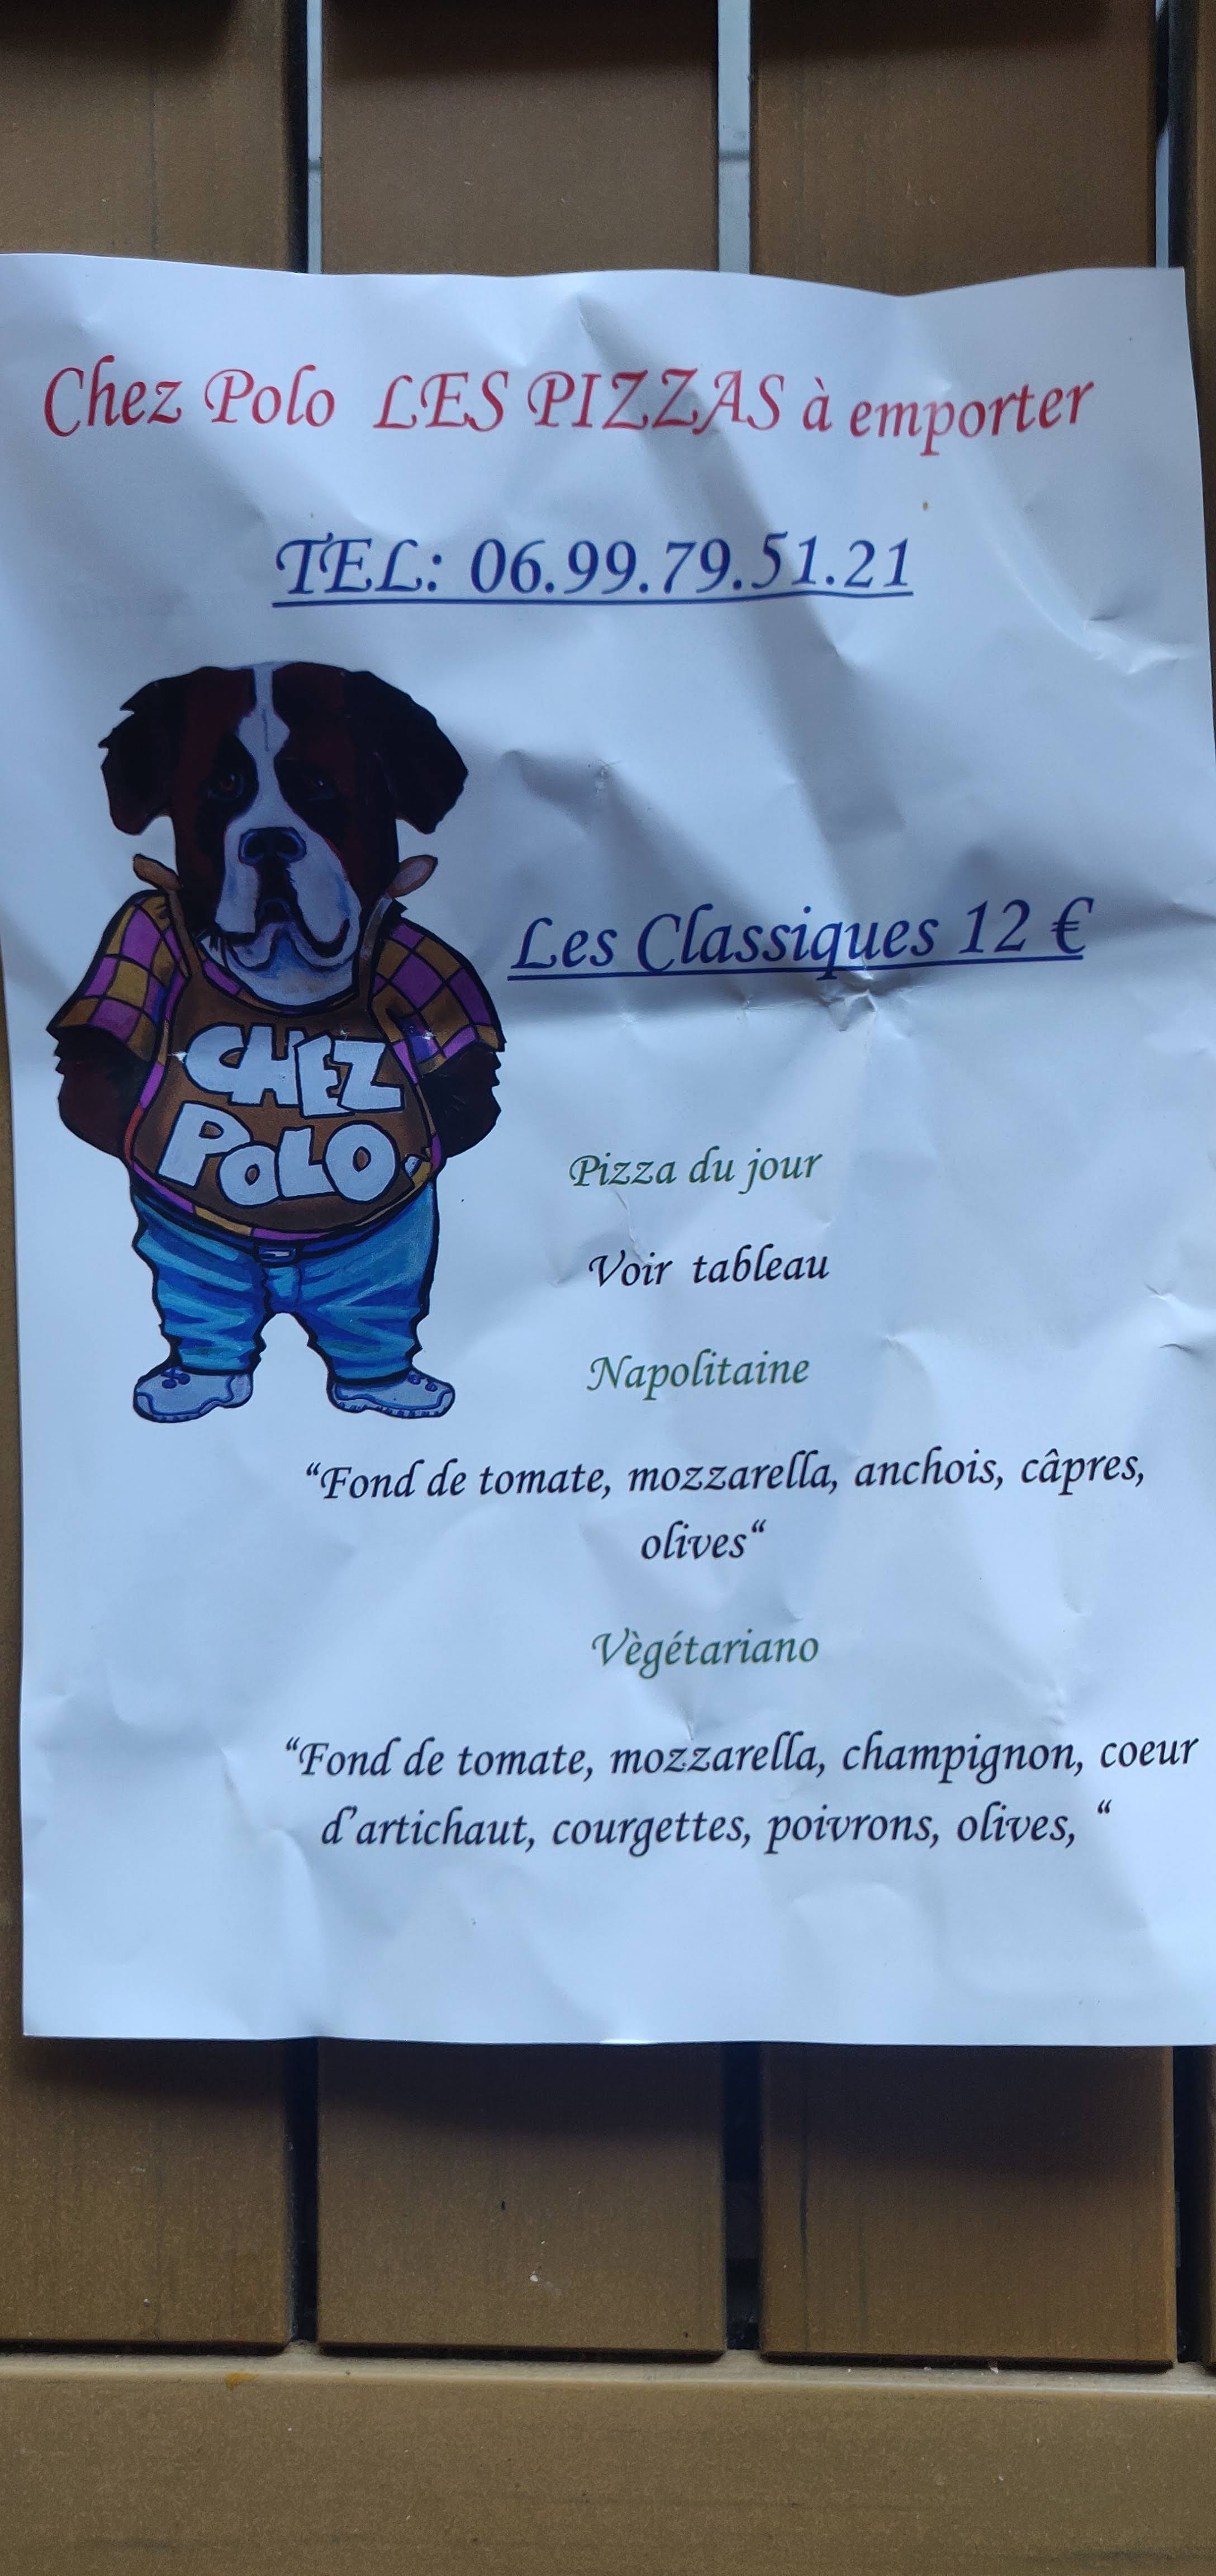 Chez Polo LES PIZZAS à emporter
TEL: 06.99.79.51.21
Les Classiques 12 €
CHEZ
POLO
Pizza du jour
Voir tableau
Napolitaine
“Fond de tomate, mozzarella, anchois, câpres,
olives“
Vègétariano
“Fond de tomate, mozzarella, champignon, coeur
d'artichaut, courgettes, poivrons, olives, “